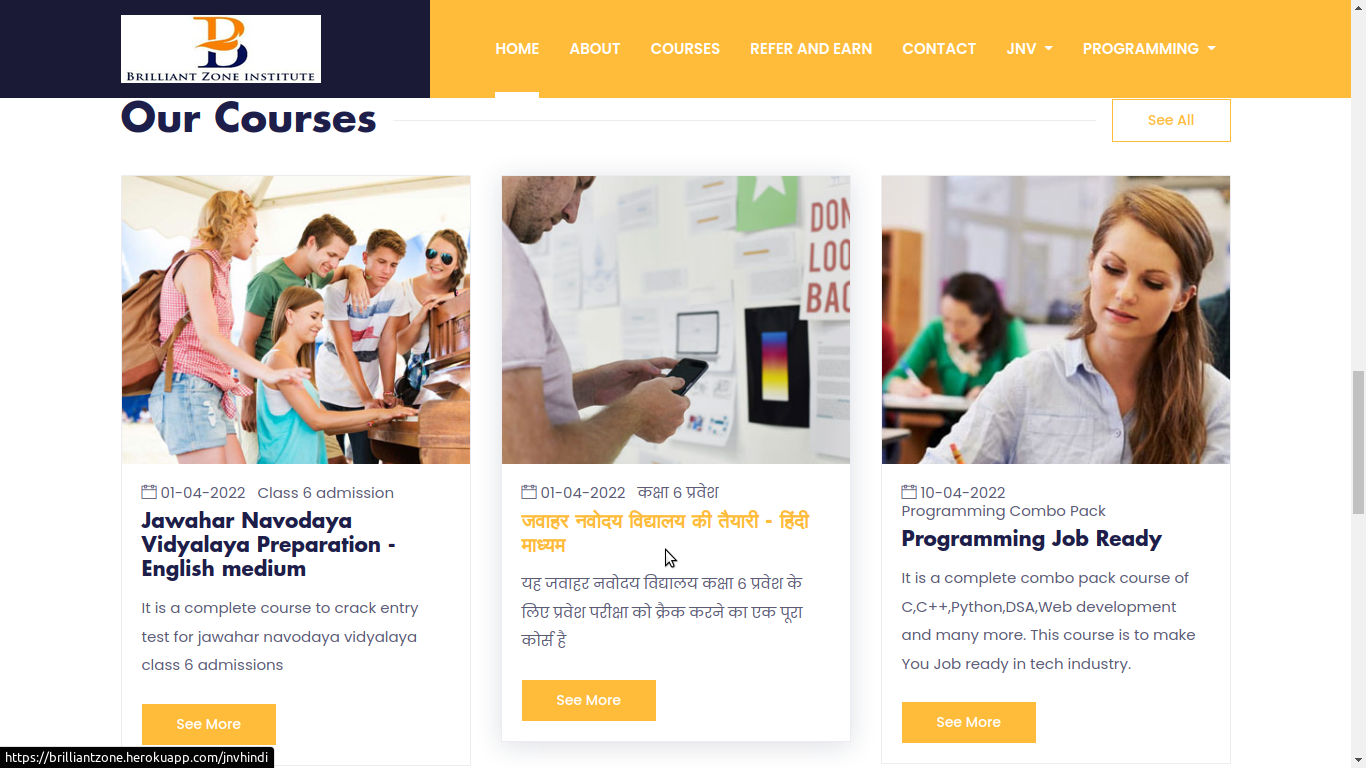 BRILLIANT ZONE INSTITUTE
HOME ABOUT COURSES REFER AND EARN CONTACT JNV PROGRAMMING
Our Courses
See All
DON
LOO
BAC
01-04-2022 Class 6 admission
Jawahar Navodaya
Vidyalaya Preparation -
English medium
It is a complete course to crack entry
test for jawahar navodaya vidyalaya
class 6 admissions
See More
01-04-2022 कक्षा 6 प्रवेश
जवाहर नवोदय विद्यालय की तैयारी - हिंदी
माध्यम
यह जवाहर नवोदय विद्यालय कक्षा 6 प्रवेश के
लिए प्रवेश परीक्षा को क्रैक करने का एक पूरा
कोर्स है
See More
10-04-2022
Programming Combo Pack
Programming Job Ready
It is a complete combo pack course of
C,C++,Python,DSA,Web development
and many more. This course is to make
You Job ready in tech industry.
See More
https://brilliantzone.herokuapp.com/jnvhindi